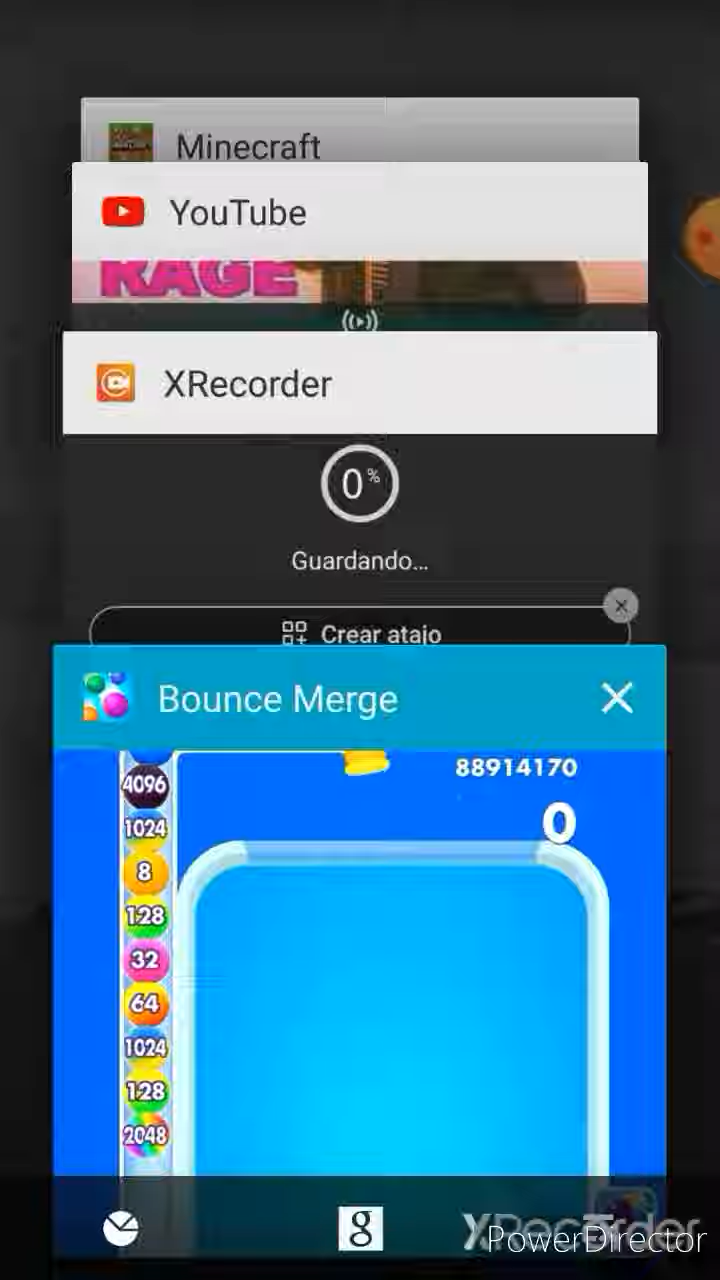 Minecraft
YouTube
RAGE
XRecorder
0%
Guardando...
Crear atajo
Bounce Merge
88914170
0
4096
1024
8
128
32
64
1024
128
2048
g
XRecorder
PowerDirector